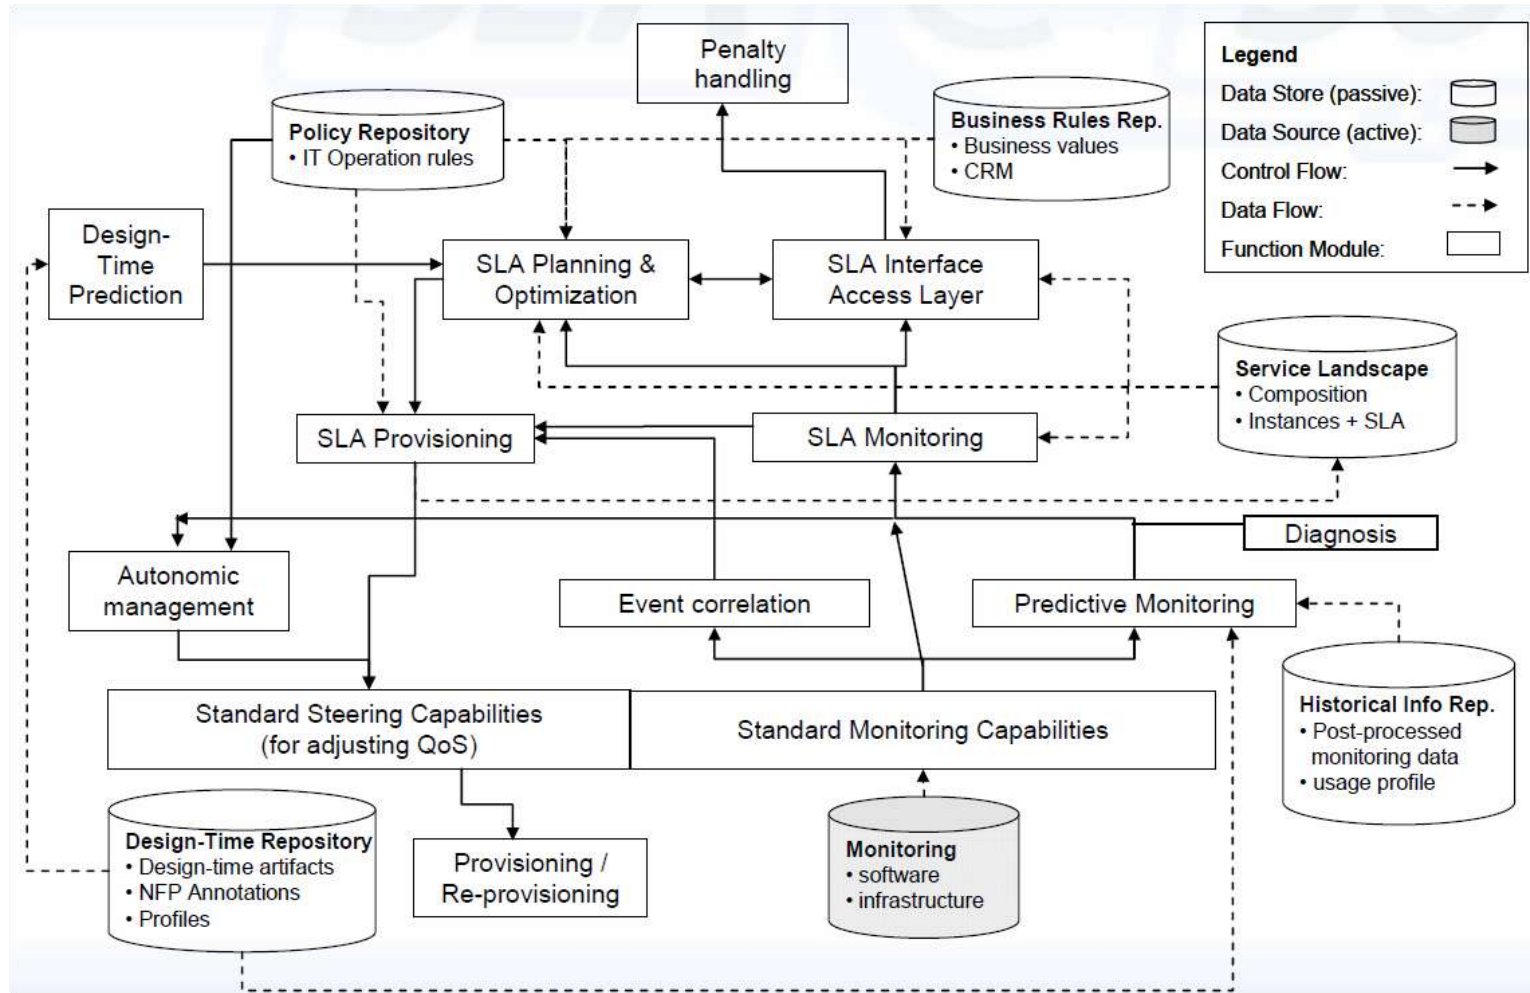 Penalty
handling
Legend
Data Store (passive):
Data Source (active):
Control Flow:
Data Flow:
Function Module:
Policy Repository
• IT Operation rules
Business Rules Rep.
• Business values
• CRM
Design-
Time
Prediction
SLA Planning &
Optimization
SLA Interface
Access Layer
Service Landscape
• Composition
• Instances + SLA
SLA Provisioning
SLA Monitoring
Diagnosis
Autonomic
management
Event correlation
Predictive Monitoring
Standard Steering Capabilities
(for adjusting QoS)
Standard Monitoring Capabilities
Historical Info Rep.
• Post-processed
monitoring data
• usage profile
Design-Time Repository
• Design-time artifacts
• NFP Annotations
• Profiles
Provisioning /
Re-provisioning
Monitoring
• software
• infrastructure